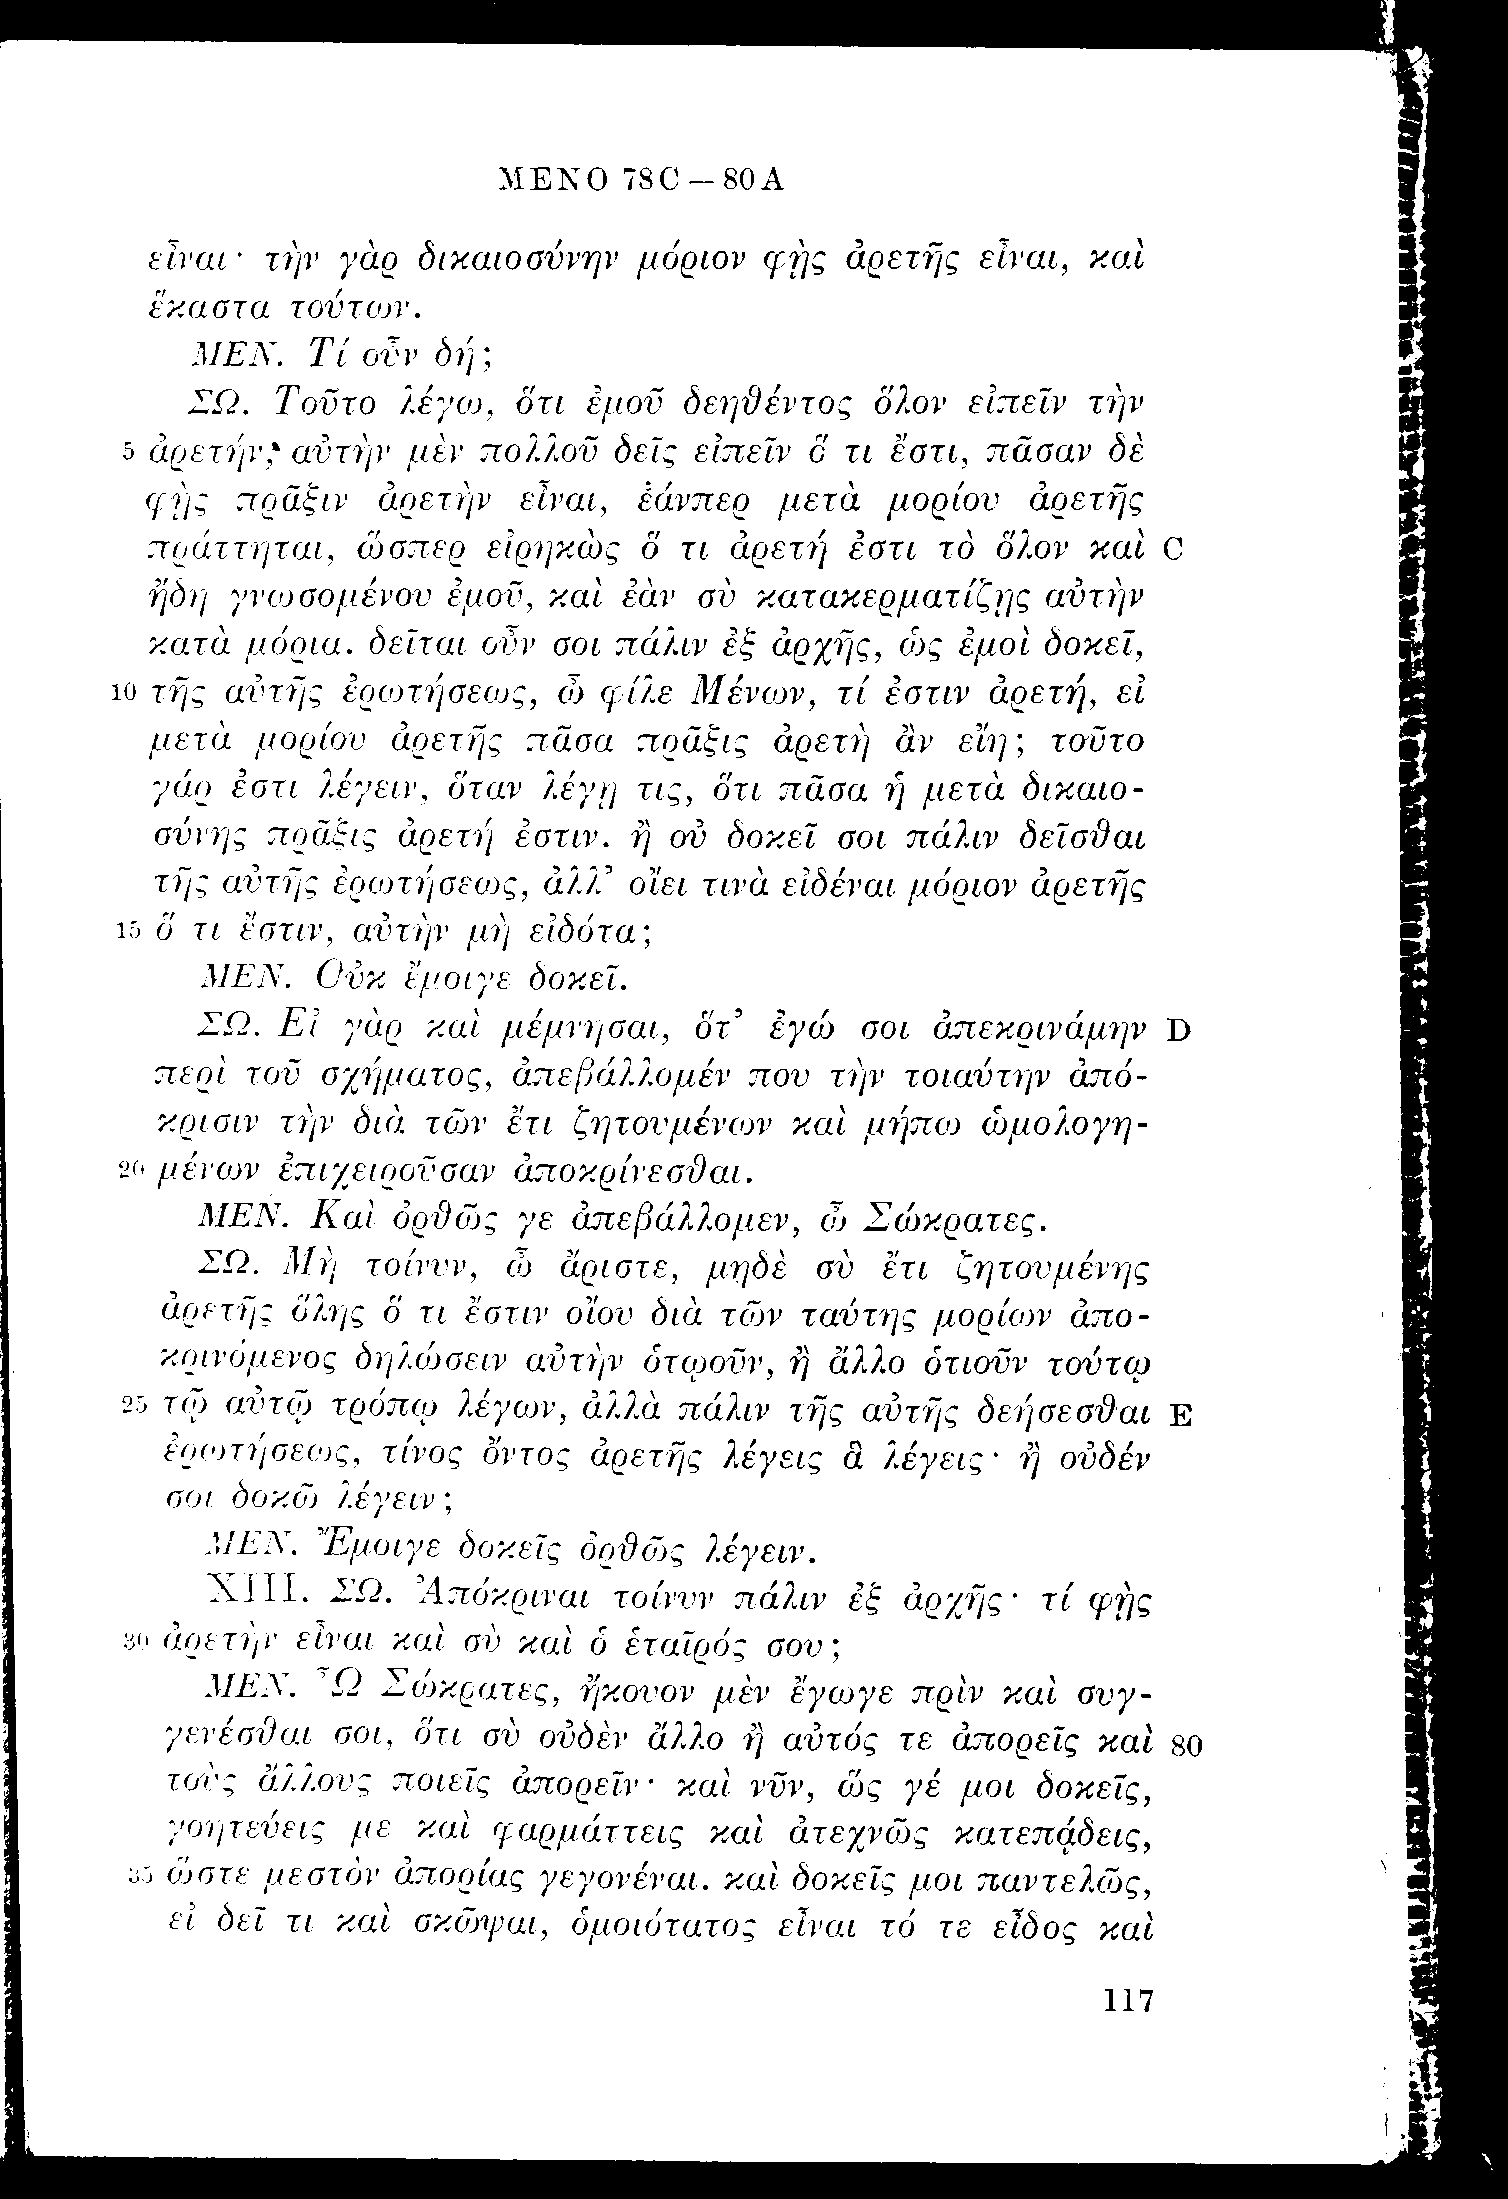 MENO 78C — 80A
εἶναι· τὴν γὰρ δικαιοσύνην μόριον φῂς ἀρετῆς εἶναι, καὶ
ἕκαστα τούτων.
ΜΕΝ. Τί οὖν δή;
ΣΩ. Τοῦτο λέγω, ὅτι ἐμοῦ δεηθέντος ὅλον εἰπεῖν τὴν
5 ἀρετήν, αὐτὴν μὲν πολλοῦ δεῖς εἰπεῖν ὅ τι ἔστι, πᾶσαν δὲ
φῂς πρᾶξιν ἀρετὴν εἶναι, ἐάνπερ μετὰ μορίου ἀρετῆς
πράττηται, ὥσπερ εἰρηκὼς ὅ τι ἀρετή ἐστι τὸ ὅλον καὶ C
ἤδη γνωσομένου ἐμοῦ, καὶ ἐὰν σὺ κατακερματίζῃς αὐτὴν
κατὰ μόρια. δεῖται οὖν σοι πάλιν ἐξ ἀρχῆς, ὡς ἐμοὶ δοκεῖ,
10 τῆς αὐτῆς ἐρωτήσεως, ὦ φίλε Μένων, τί ἐστιν ἀρετή, εἰ
μετὰ μορίου ἀρετῆς πᾶσα πρᾶξις ἀρετὴ ἂν εἴη; τοῦτο
γάρ ἐστι λέγειν, ὅταν λέγῃ τις, ὅτι πᾶσα ἡ μετὰ δικαιο-
σύνης πρᾶξις ἀρετή ἐστιν. ἢ οὐ δοκεῖ σοι πάλιν δεῖσθαι
τῆς αὐτῆς ἐρωτήσεως, ἀλλ’ οἴει τινὰ εἰδέναι μόριον ἀρετῆς
15 ὅ τι ἔστιν, αὐτὴν μὴ εἰδότα;
ΜΕΝ. Οὐκ ἔμοιγε δοκεῖ.
ΣΩ. Εἰ γὰρ καὶ μέμνησαι, ὅτ’ ἐγώ σοι ἀπεκρινάμην D
περὶ τοῦ σχήματος, ἀπεβάλλομέν που τὴν τοιαύτην ἀπό-
κρισιν τὴν διὰ τῶν ἔτι ζητουμένων καὶ μήπω ὡμολογη-
20 μένων ἐπιχειροῦσαν ἀποκρίνεσθαι.
ΜΕΝ. Καὶ ὀρθῶς γε ἀπεβάλλομεν, ὦ Σώκρατες.
ΣΩ. Μὴ τοίνυν, ὦ ἄριστε, μηδὲ σὺ ἔτι ζητουμένης
ἀρετῆς ὅλης ὅ τι ἔστιν οἴου διὰ τῶν ταύτης μορίων ἀπο-
κρινόμενος δηλώσειν αὐτὴν ὁτῳοῦν, ἢ ἄλλο ὁτιοῦν τούτῳ
25 τῷ αὐτῷ τρόπῳ λέγων, ἀλλὰ πάλιν τῆς αὐτῆς δεήσεσθαι E
ἐρωτήσεως, τίνος ὄντος ἀρετῆς λέγεις ἃ λέγεις· ἢ οὐδέν
σοι δοκῶ λέγειν;
ΜΕΝ. Ἔμοιγε δοκεῖς ὀρθῶς λέγειν.
XIII. ΣΩ. Ἀπόκριναι τοίνυν πάλιν ἐξ ἀρχῆς· τί φῂς
30 ἀρετὴν εἶναι καὶ σὺ καὶ ὁ ἑταῖρός σου;
ΜΕΝ. Ὦ Σώκρατες, ἤκουον μὲν ἔγωγε πρὶν καὶ συγ-
γενέσθαι σοι, ὅτι σὺ οὐδὲν ἄλλο ἢ αὐτός τε ἀπορεῖς καὶ 80
τοὺς ἄλλους ποιεῖς ἀπορεῖν· καὶ νῦν, ὥς γέ μοι δοκεῖς,
γοητεύεις με καὶ φαρμάττεις καὶ ἀτεχνῶς κατεπᾴδεις,
35 ὥστε μεστὸν ἀπορίας γεγονέναι. καὶ δοκεῖς μοι παντελῶς,
εἰ δεῖ τι καὶ σκῶψαι, ὁμοιότατος εἶναι τό τε εἶδος καὶ
117